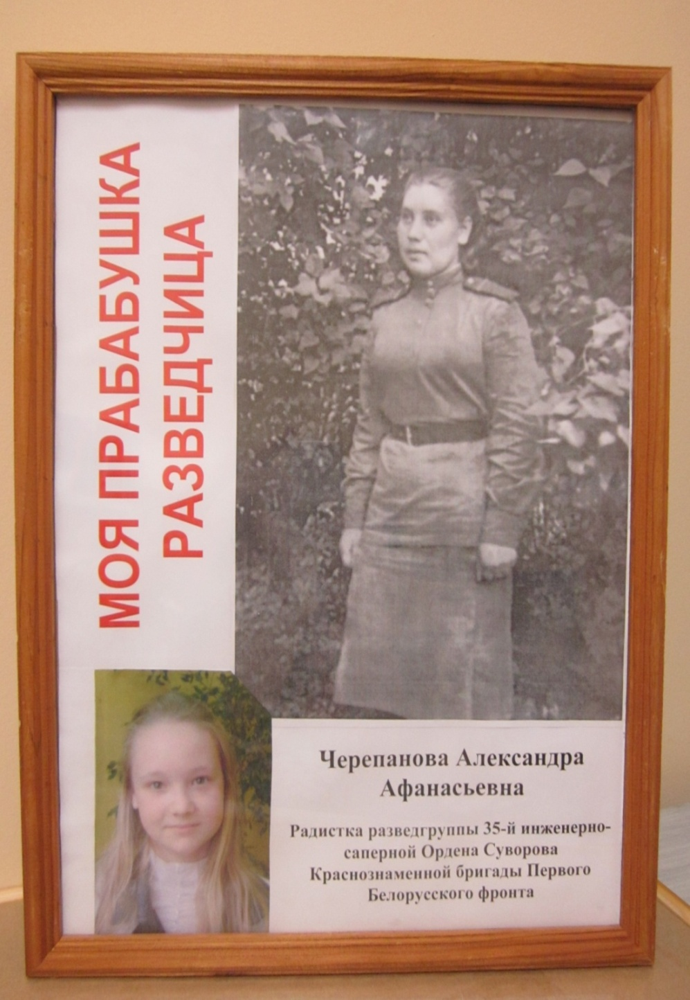 МОЯ ПРАБАБУШКА
РАЗВЕДЧИЦА
Черепанова Александра
Афанасьевна
Радистка разведгруппы 35-й инженерно-
саперной Ордена Суворова
Краснознаменной бригады Первого
Белорусского фронта